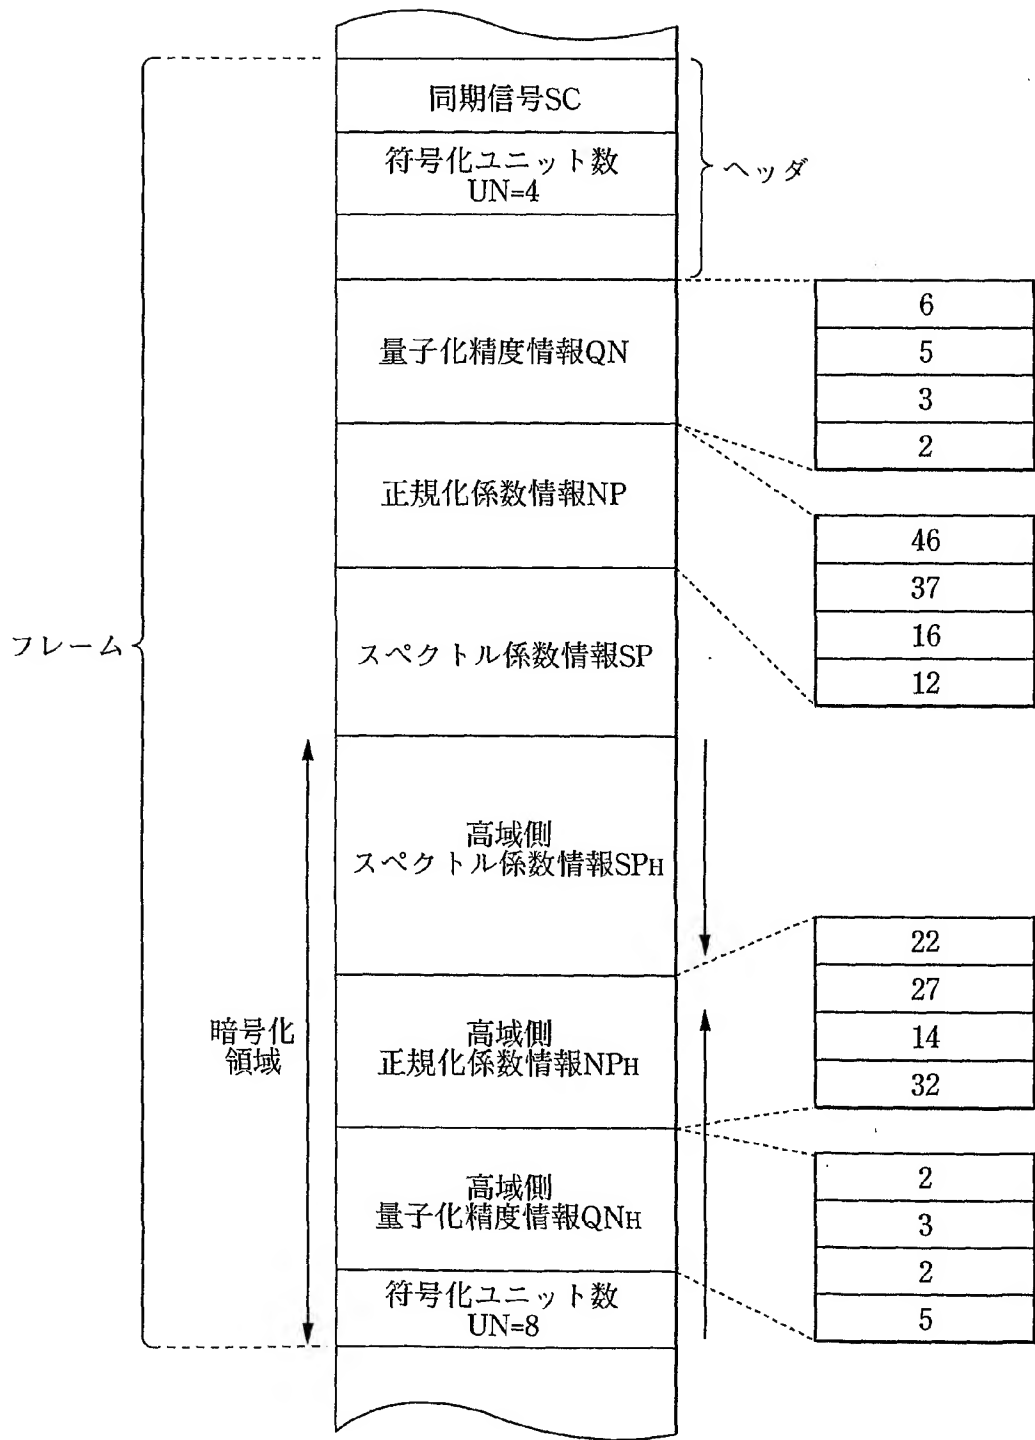 同期信号SC
符号化ユニット数
UN=4
ヘッダ
量子化精度情報QN
6
5
3
2
正規化係数情報NP
46
37
16
12
フレーム
スペクトル係数情報SP
高域側
スペクトル係数情報SPH
暗号化
領域
高域側
正規化係数情報NPH
22
27
14
32
高域側
量子化精度情報QNH
2
3
2
5
符号化ユニット数
UN=8